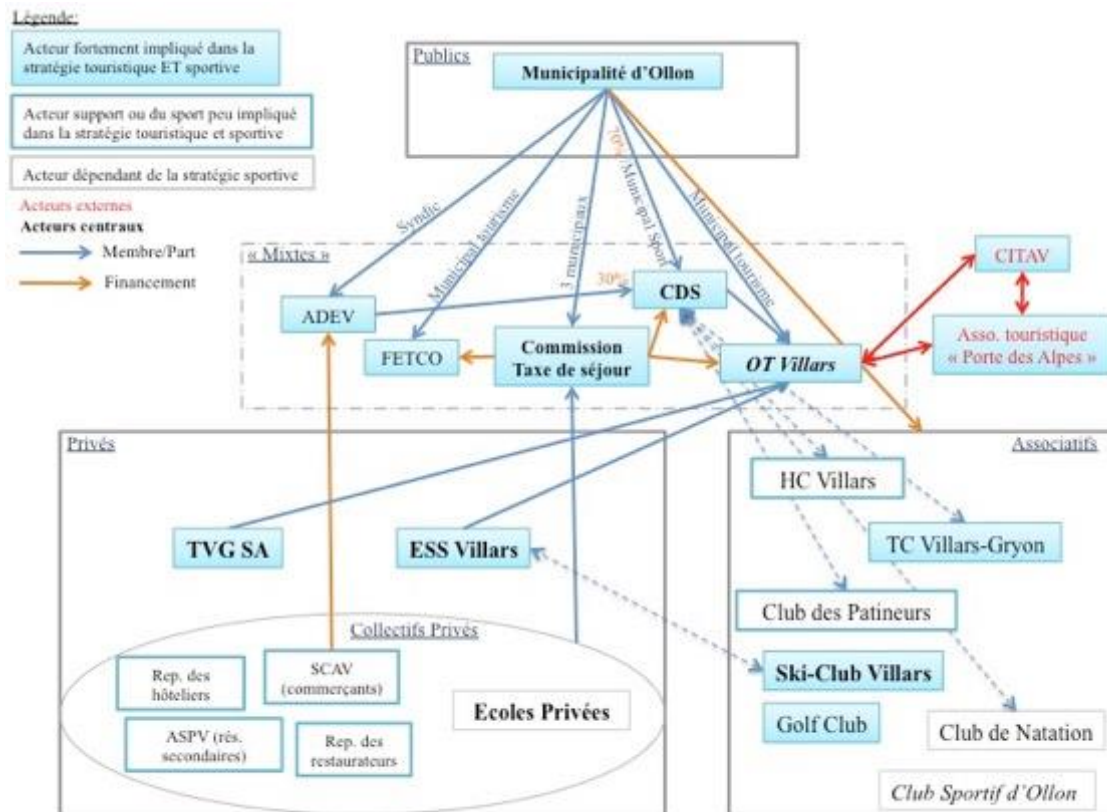 Légende:
Acteur fortement impliqué dans la
stratégie touristique ET sportive
Acteur support ou du sport peu impliqué
dans la stratégie touristique et sportive
Acteur dépendant de la stratégie sportive
Acteurs externes
Acteurs centraux
Membre/Part
Financement
Publics
Municipalité d'Ollon
Syndic
Municipal tourisme
3 municipaux
70%/Municipal Sport
Municipal tourisme
« Mixtes »
30%
ADEV
CDS
FETCO
Commission
Taxe de séjour
OT Villars
CITAV
Asso. touristique
« Porte des Alpes »
Privés
TVG SA
ESS Villars
Collectifs Privés
Rep. des
hôteliers
SCAV
(commerçants)
ASPV (rés.
secondaires)
Rep. des
restaurateurs
Ecoles Privées
Associatifs
HC Villars
TC Villars-Gryon
Club des Patineurs
Ski-Club Villars
Golf Club
Club de Natation
Club Sportif d'Ollon